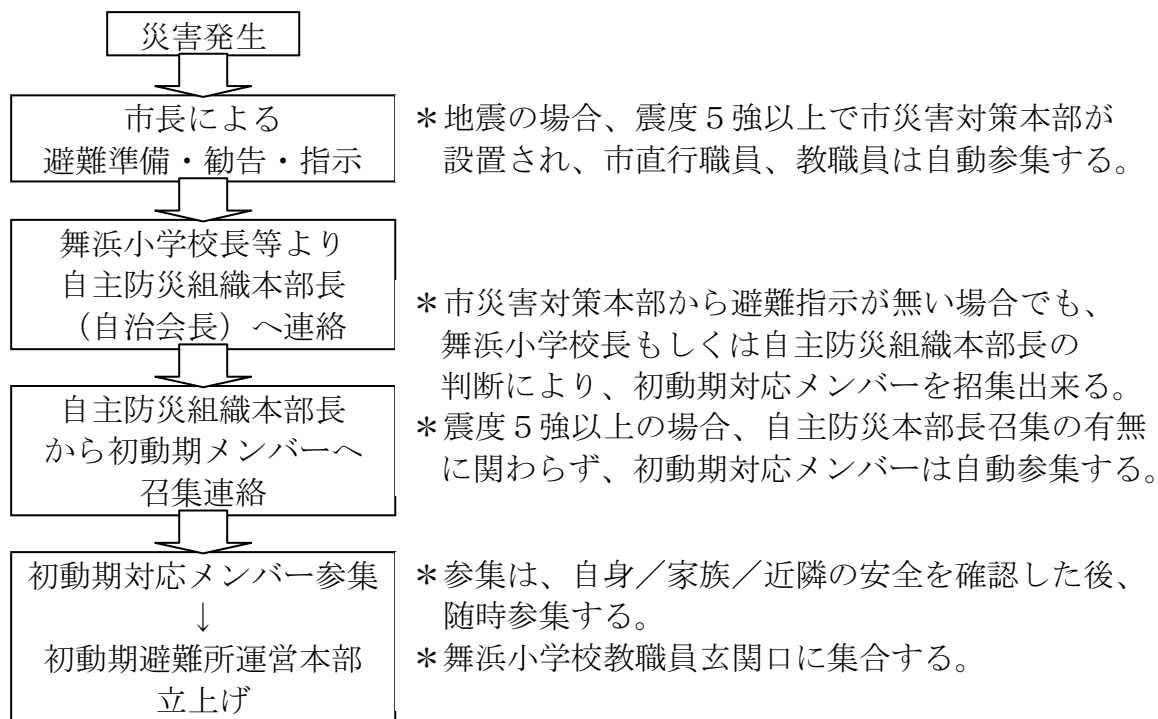 災害発生
市長による
避難準備・勧告・指示
＊地震の場合、震度５強以上で市災害対策本部が
設置され、市直行職員、教職員は自動参集する。
舞浜小学校長等より
自主防災組織本部長
（自治会長）へ連絡
＊市災害対策本部から避難指示が無い場合でも、
舞浜小学校長もしくは自主防災組織本部長の
判断により、初動期対応メンバーを招集出来る。
自主防災組織本部長
から初動期メンバーへ
召集連絡
＊震度５強以上の場合、自主防災本部長召集の有無
に関わらず、初動期対応メンバーは自動参集する。
初動期対応メンバー参集
↓
初動期避難所運営本部
立上げ
＊参集は、自身／家族／近隣の安全を確認した後、
随時参集する。
＊舞浜小学校教職員玄関口に集合する。